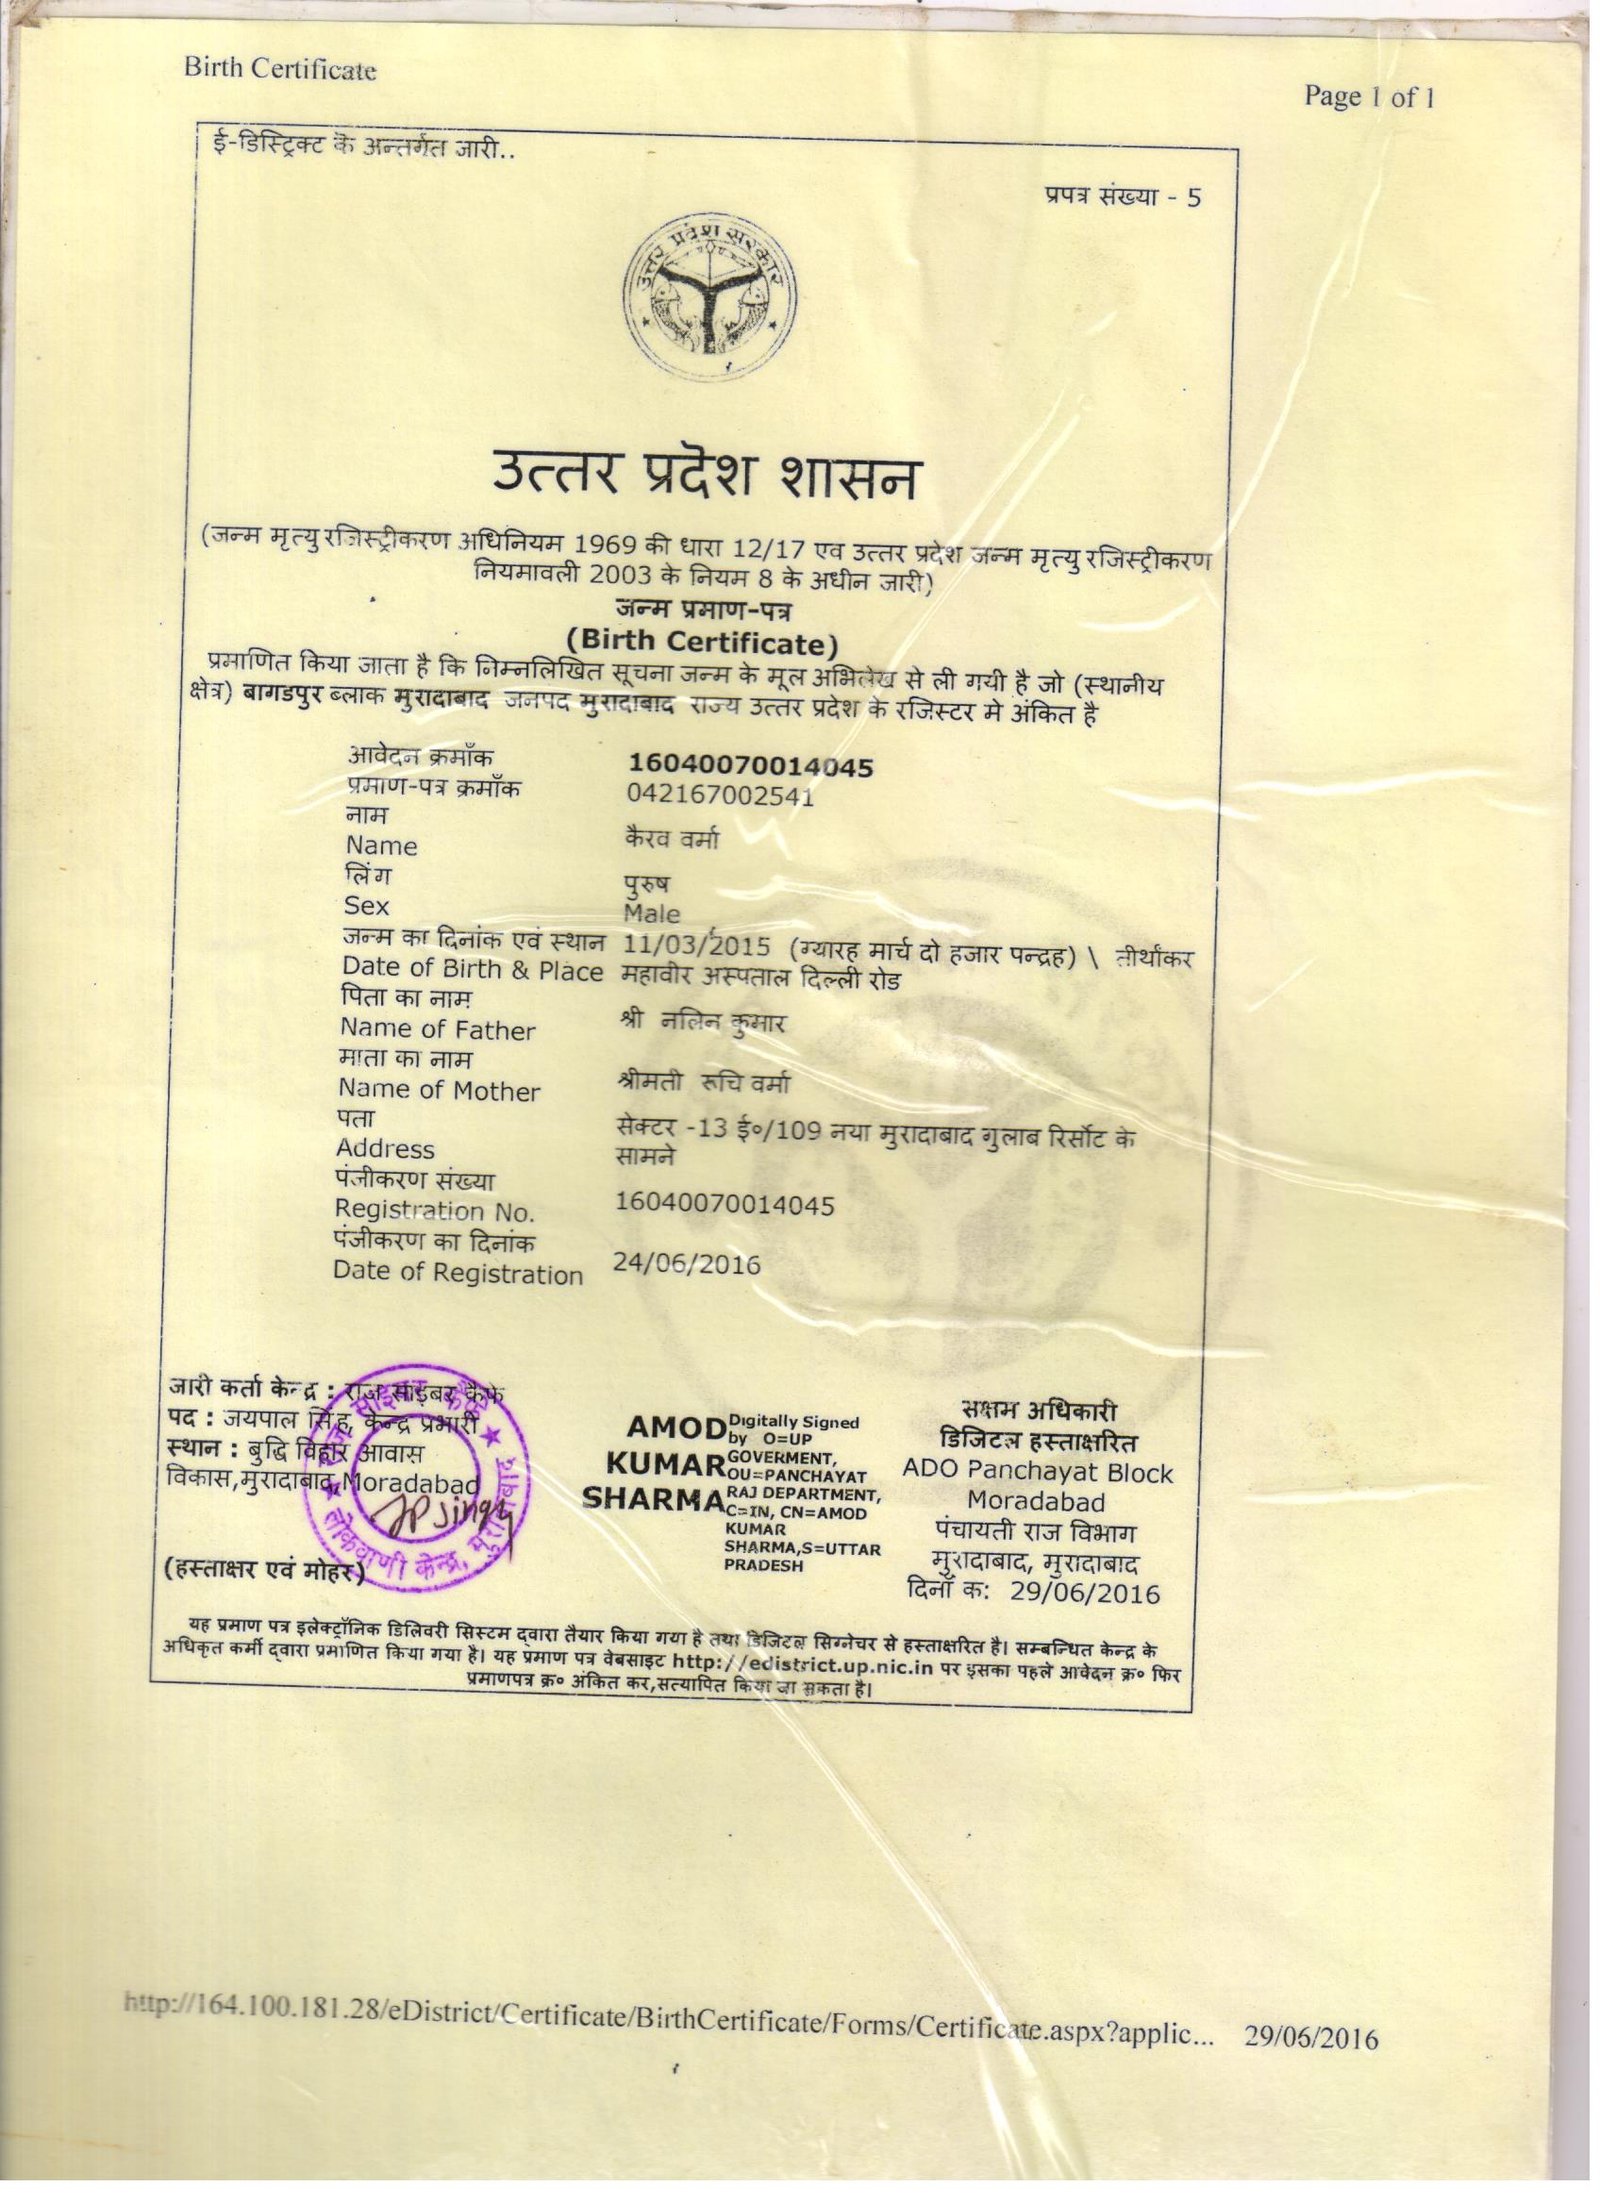 Birth Certificate
Page 1 of 1
ई-डिस्ट्रिक्ट के अन्तर्गत जारी..
प्रपत्र संख्या - 5
उत्तर प्रदेश सरकार
उत्तर प्रदेश शासन
(जन्म मृत्यु रजिस्ट्रीकरण अधिनियम 1969 की धारा 12/17 एव उत्तर प्रदेश जन्म मृत्यु रजिस्ट्रीकरण
नियमावली 2003 के नियम 8 के अधीन जारी)
जन्म प्रमाण-पत्र
(Birth Certificate)
प्रमाणित किया जाता है कि निम्नलिखित सूचना जन्म के मूल अभिलेख से ली गयी है जो (स्थानीय
क्षेत्र) बागडपुर ब्लाक मुरादाबाद जनपद मुरादाबाद राज्य उत्तर प्रदेश के रजिस्टर मे अंकित है
आवेदन क्रमाँक 16040070014045
प्रमाण-पत्र क्रमाँक 042167002541
नाम
Name कैरव वर्मा
लिंग पुरुष
Sex Male
जन्म का दिनांक एवं स्थान 11/03/2015 (ग्यारह मार्च दो हजार पन्द्रह) \ तीर्थांकर
Date of Birth & Place महावीर अस्पताल दिल्ली रोड
पिता का नाम
Name of Father श्री नलिन कुमार
माता का नाम
Name of Mother श्रीमती रूचि वर्मा
पता सेक्टर -13 ई०/109 नया मुरादाबाद गुलाब रिर्सोट के
Address सामने
पंजीकरण संख्या
Registration No. 16040070014045
पंजीकरण का दिनांक
Date of Registration 24/06/2016
जारी कर्ता केन्द्र : राज साइबर कैफे
पद : जयपाल सिंह, केन्द्र प्रभारी
स्थान : बुद्धि विहार आवास
विकास,मुरादाबाद,Moradabad
JP Singh
लोकवाणी केन्द्र, मुरादाबाद
(हस्ताक्षर एवं मोहर)
AMOD
KUMAR
SHARMA
Digitally Signed
by O=UP
GOVERMENT,
OU=PANCHAYAT
RAJ DEPARTMENT,
C=IN, CN=AMOD
KUMAR
SHARMA,S=UTTAR
PRADESH
सक्षम अधिकारी
डिजिटल हस्ताक्षरित
ADO Panchayat Block
Moradabad
पंचायती राज विभाग
मुरादाबाद, मुरादाबाद
दिनाँ क: 29/06/2016
यह प्रमाण पत्र इलेक्ट्रॉनिक डिलिवरी सिस्टम द्वारा तैयार किया गया है तथा डिजिटल सिग्नेचर से हस्ताक्षरित है। सम्बन्धित केन्द्र के
अधिकृत कर्मी द्वारा प्रमाणित किया गया है। यह प्रमाण पत्र वेबसाइट http://edistrict.up.nic.in पर इसका पहले आवेदन क्र० फिर
प्रमाणपत्र क्र० अंकित कर,सत्यापित किया जा सकता है।
http://164.100.181.28/eDistrict/Certificate/BirthCertificate/Forms/Certificate.aspx?applic... 29/06/2016